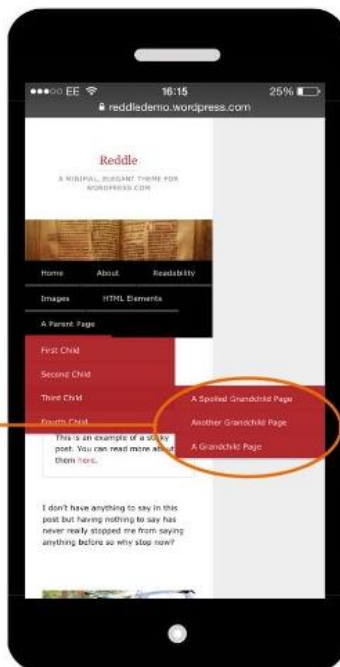 EE 16:15 25%
reddledemo.wordpress.com
Reddle
A MINIMAL, ELEGANT THEME FOR
WORDPRESS.COM
Home About Readability
Images HTML Elements
A Parent Page
First Child
Second Child
Third Child
Fourth Child
A Spoiled Grandchild Page
Another Grandchild Page
A Grandchild Page
This is an example of a sticky
post. You can read more about
them here.
I don't have anything to say in this
post but having nothing to say has
never really stopped me from saying
anything before so why stop now?